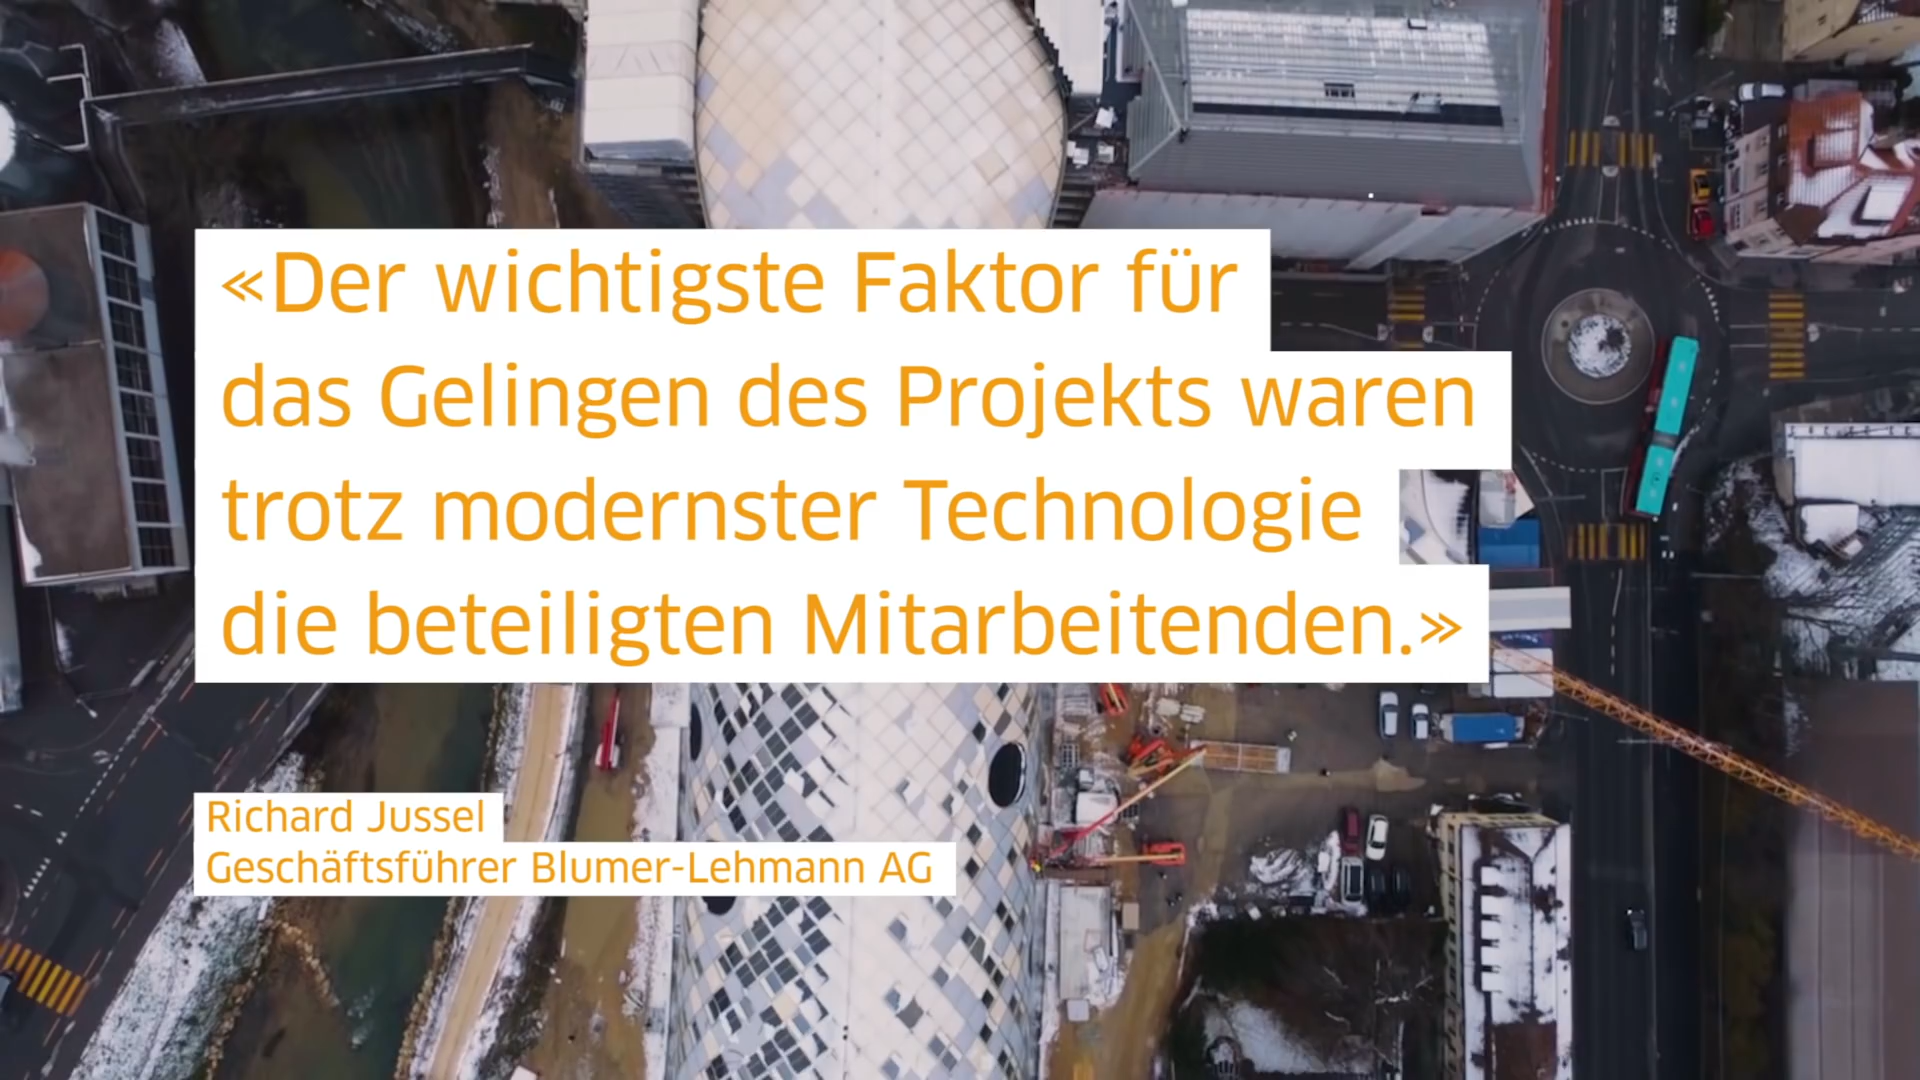 «Der wichtigste Faktor für
das Gelingen des Projekts waren
trotz modernster Technologie
die beteiligten Mitarbeitenden.»
Richard Jussel
Geschäftsführer Blumer-Lehmann AG